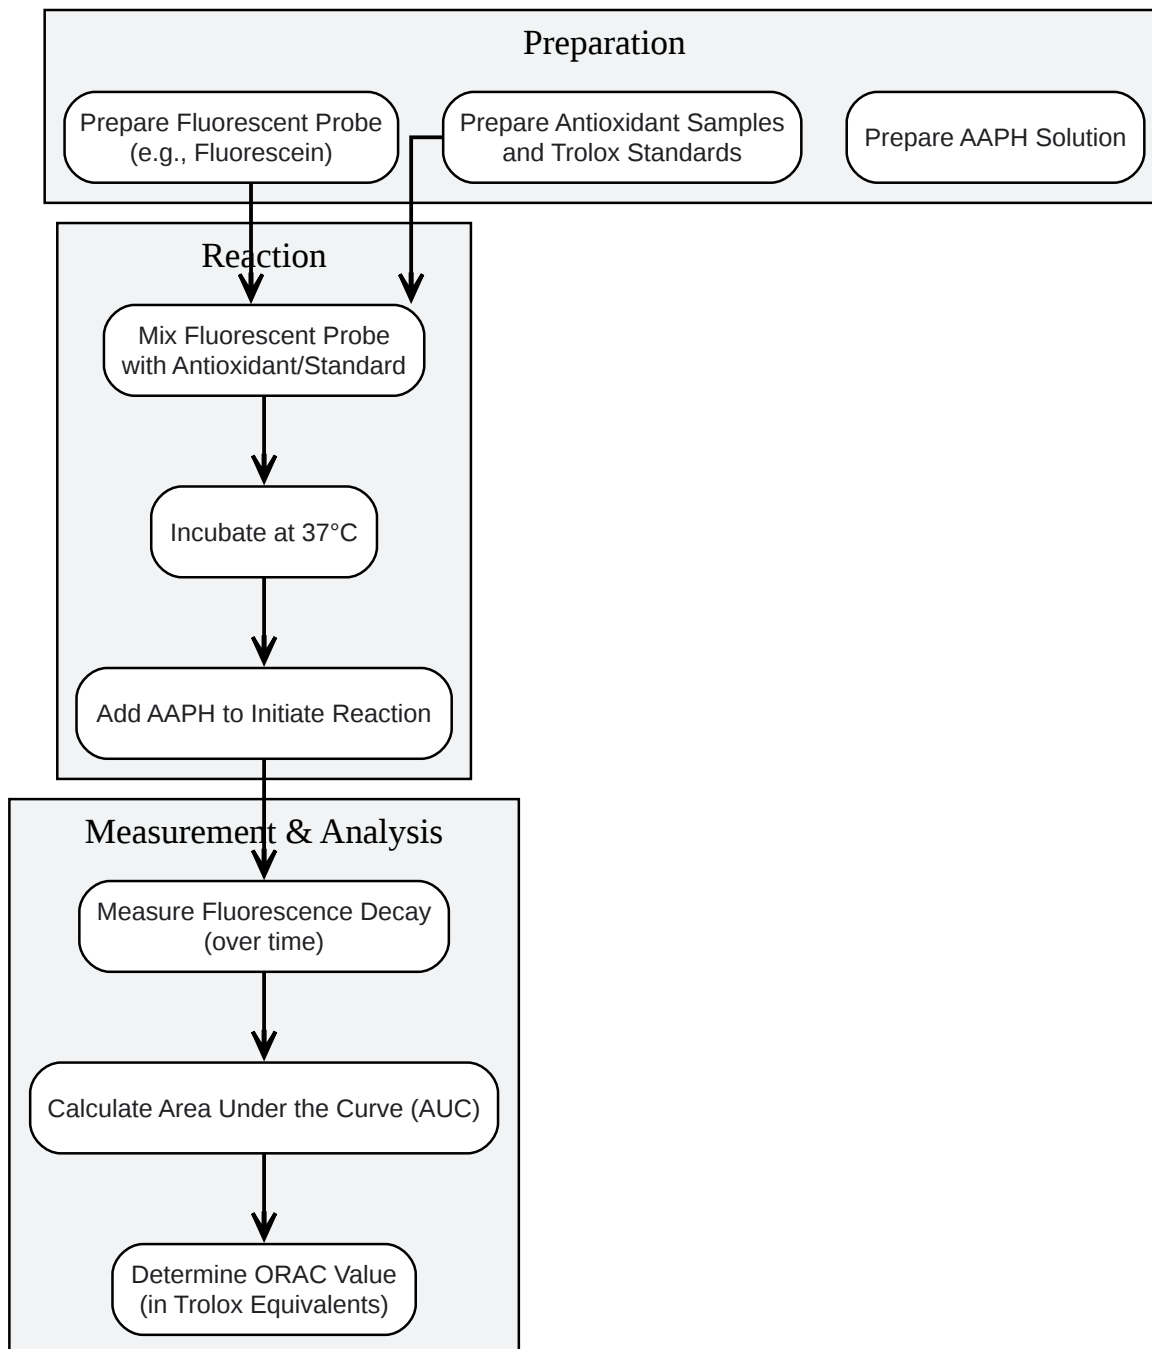 Preparation
Prepare Fluorescent Probe
(e.g., Fluorescein)
Prepare Antioxidant Samples
and Trolox Standards
Prepare AAPH Solution
Reaction
Mix Fluorescent Probe
with Antioxidant/Standard
Incubate at 37°C
Add AAPH to Initiate Reaction
Measurement & Analysis
Measure Fluorescence Decay
(over time)
Calculate Area Under the Curve (AUC)
Determine ORAC Value
(in Trolox Equivalents)